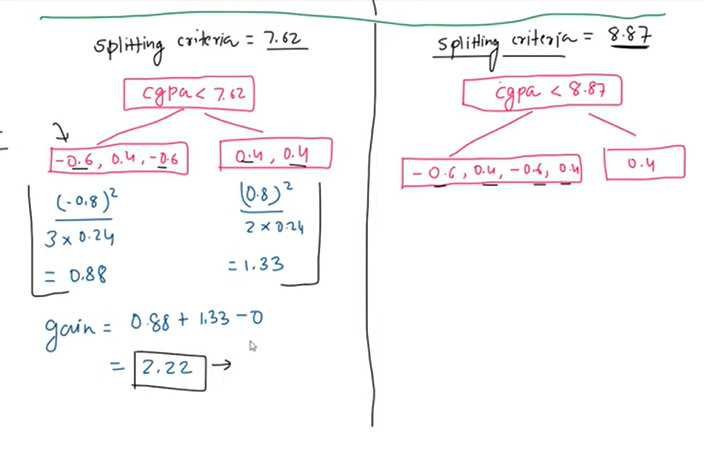 splitting criteria = 7.62
cgpa < 7.62
-0.6, 0.4, -0.6
0.4, 0.4
(-0.8)²
3 × 0.24
= 0.88
(0.8)²
2 × 0.24
= 1.33
gain = 0.88 + 1.33 - 0
= 2.22 →
splitting criteria = 8.87
cgpa < 8.87
-0.6, 0.4, -0.6, 0.4
0.4